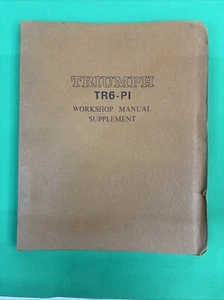 TRIUMPH
TR6-PI
WORKSHOP MANUAL
SUPPLEMENT